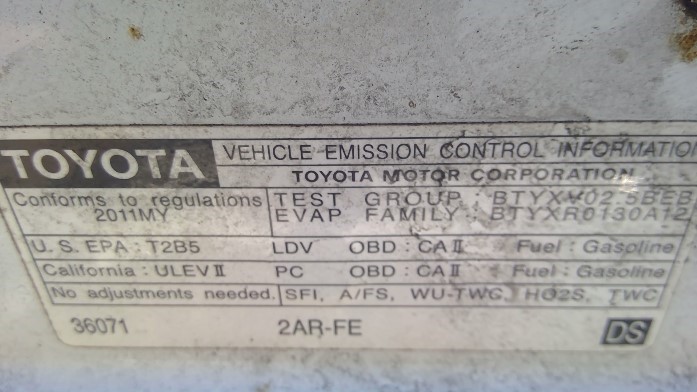 TOYOTA VEHICLE EMISSION CONTROL INFORMATION
TOYOTA MOTOR CORPORATION
Conforms to regulations TEST GROUP : BTYXV02.5BEB
2011MY EVAP FAMILY : BTYXR0130A12
U.S. EPA : T2B5 LDV OBD : CA II Fuel : Gasoline
California : ULEV II PC OBD : CA II Fuel : Gasoline
No adjustments needed. SFI, A/FS, WU-TWC, HO2S, TWC
36071 2AR-FE DS